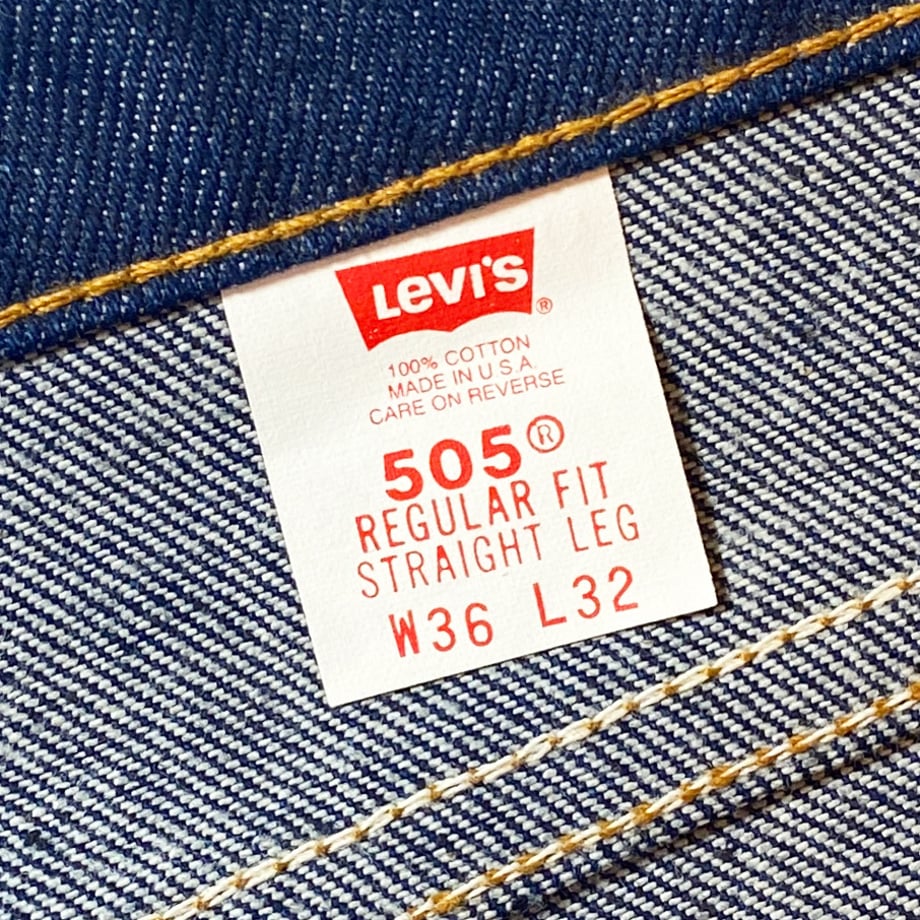 Levi's®
100% COTTON
MADE IN U.S.A.
CARE ON REVERSE
505®
REGULAR FIT
STRAIGHT LEG
W36 L32